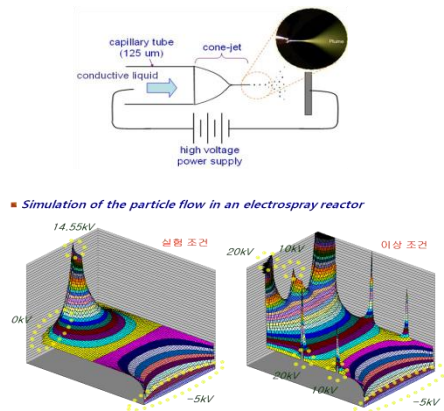 capillary tube
(125 um)
cone-jet
Plume
conductive liquid
high voltage
power supply
Simulation of the particle flow in an electrospray reactor
14.55kV
실험 조건
0kV
-5kV
20kV
10kV
이상 조건
20kV
10kV
-5kV